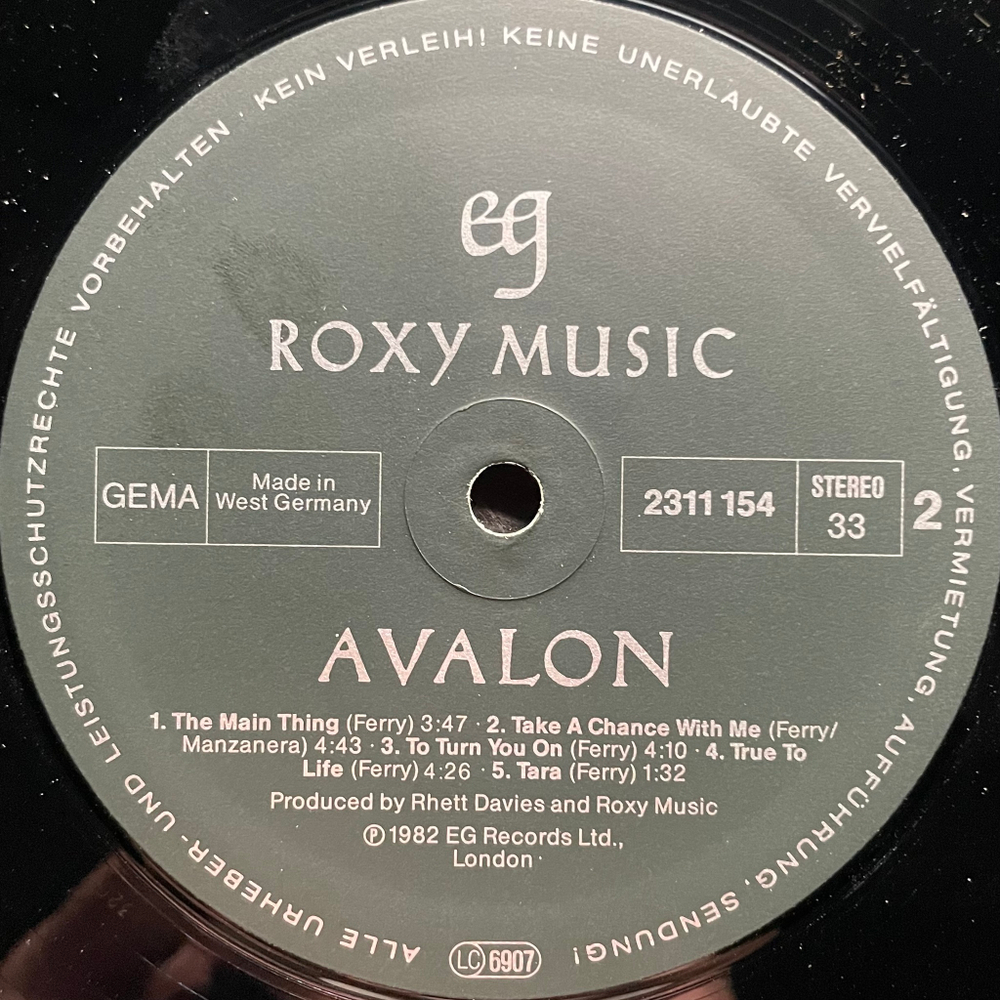 ALLE URHEBER- UND LEISTUNGSSCHUTZRECHTE VORBEHALTEN · KEIN VERLEIH! KEINE UNERLAUBTE VERVIELFÄLTIGUNG, VERMIETUNG, AUFFÜHRUNG, SENDUNG!
eg
ROXY MUSIC
GEMA
Made in
West Germany
2311 154
STEREO
33
2
AVALON
1. The Main Thing (Ferry) 3:47 · 2. Take A Chance With Me (Ferry/
Manzanera) 4:43 · 3. To Turn You On (Ferry) 4:10 · 4. True To
Life (Ferry) 4:26 · 5. Tara (Ferry) 1:32
Produced by Rhett Davies and Roxy Music
Ⓟ 1982 EG Records Ltd.,
London
LC 6907